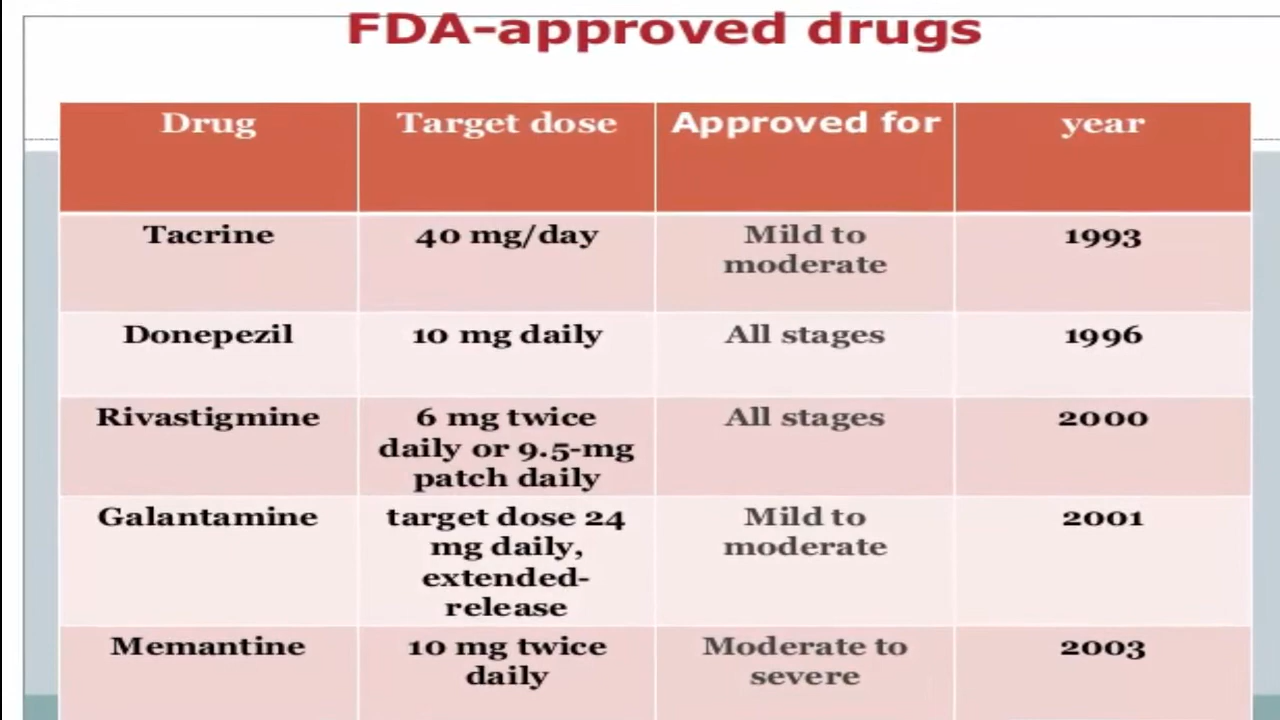 FDA-approved drugs
Drug Target dose Approved for year
Tacrine 40 mg/day Mild to moderate 1993
Donepezil 10 mg daily All stages 1996
Rivastigmine 6 mg twice daily or 9.5-mg patch daily All stages 2000
Galantamine target dose 24 mg daily, extended-release Mild to moderate 2001
Memantine 10 mg twice daily Moderate to severe 2003